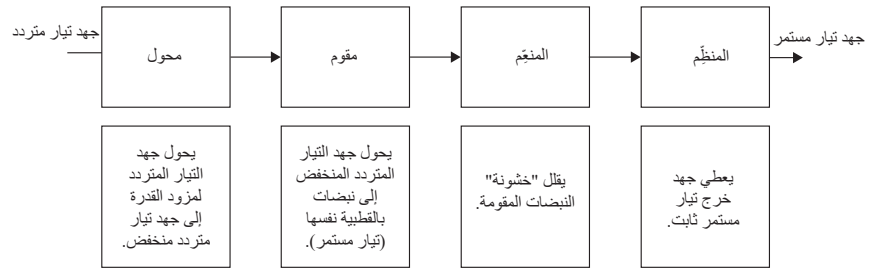 جهد تيار متردد
محول
مقوم
المنعِّم
المنظِّم
جهد تيار مستمر
يحول جهد
التيار المتردد
لمزود القدرة
إلى جهد تيار
متردد منخفض.
يحول جهد التيار
المتردد المنخفض
إلى نبضات
بالقطبية نفسها
(تيار مستمر).
يقلل "خشونة"
النبضات المقومة.
يعطي جهد
خرج تيار
مستمر ثابت.